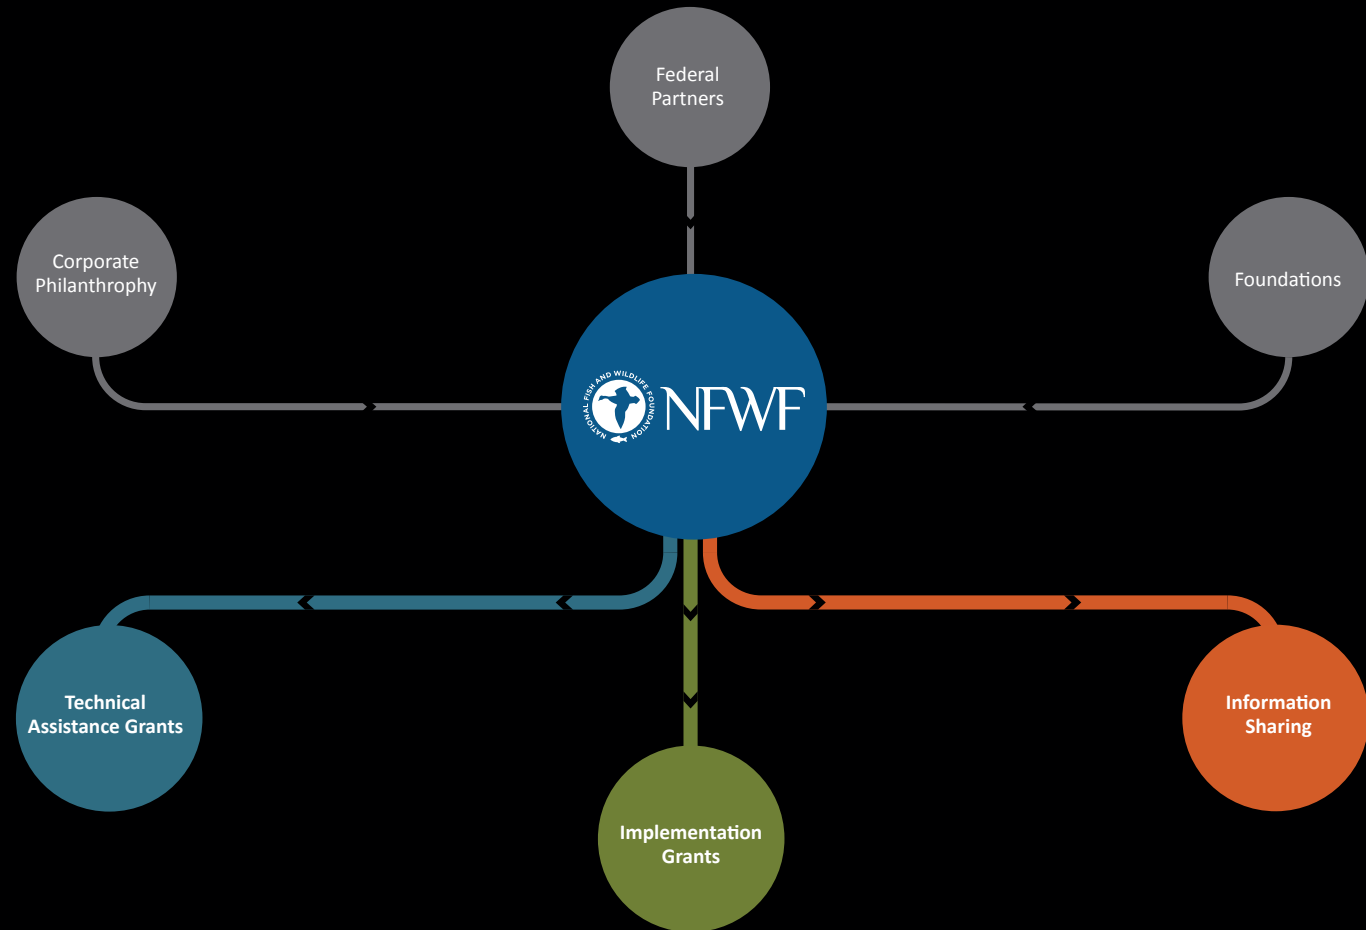 Federal
Partners
Corporate
Philanthrophy
Foundations
NATIONAL FISH AND WILDLIFE FOUNDATION
NFWF
Technical
Assistance Grants
Information
Sharing
Implementation
Grants